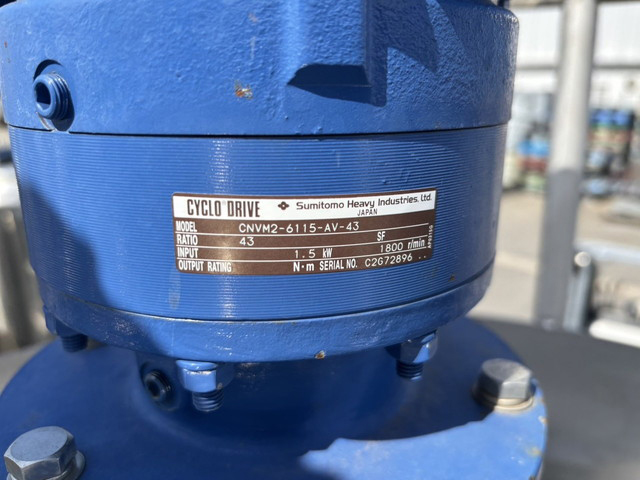 CYCLO DRIVE Sumitomo Heavy Industries, Ltd.
JAPAN
MODEL CNVM2-6115-AV-43
RATIO 43 SF
INPUT 1.5 kW 1800 r/min
OUTPUT RATING N·m SERIAL NO. C2G72896